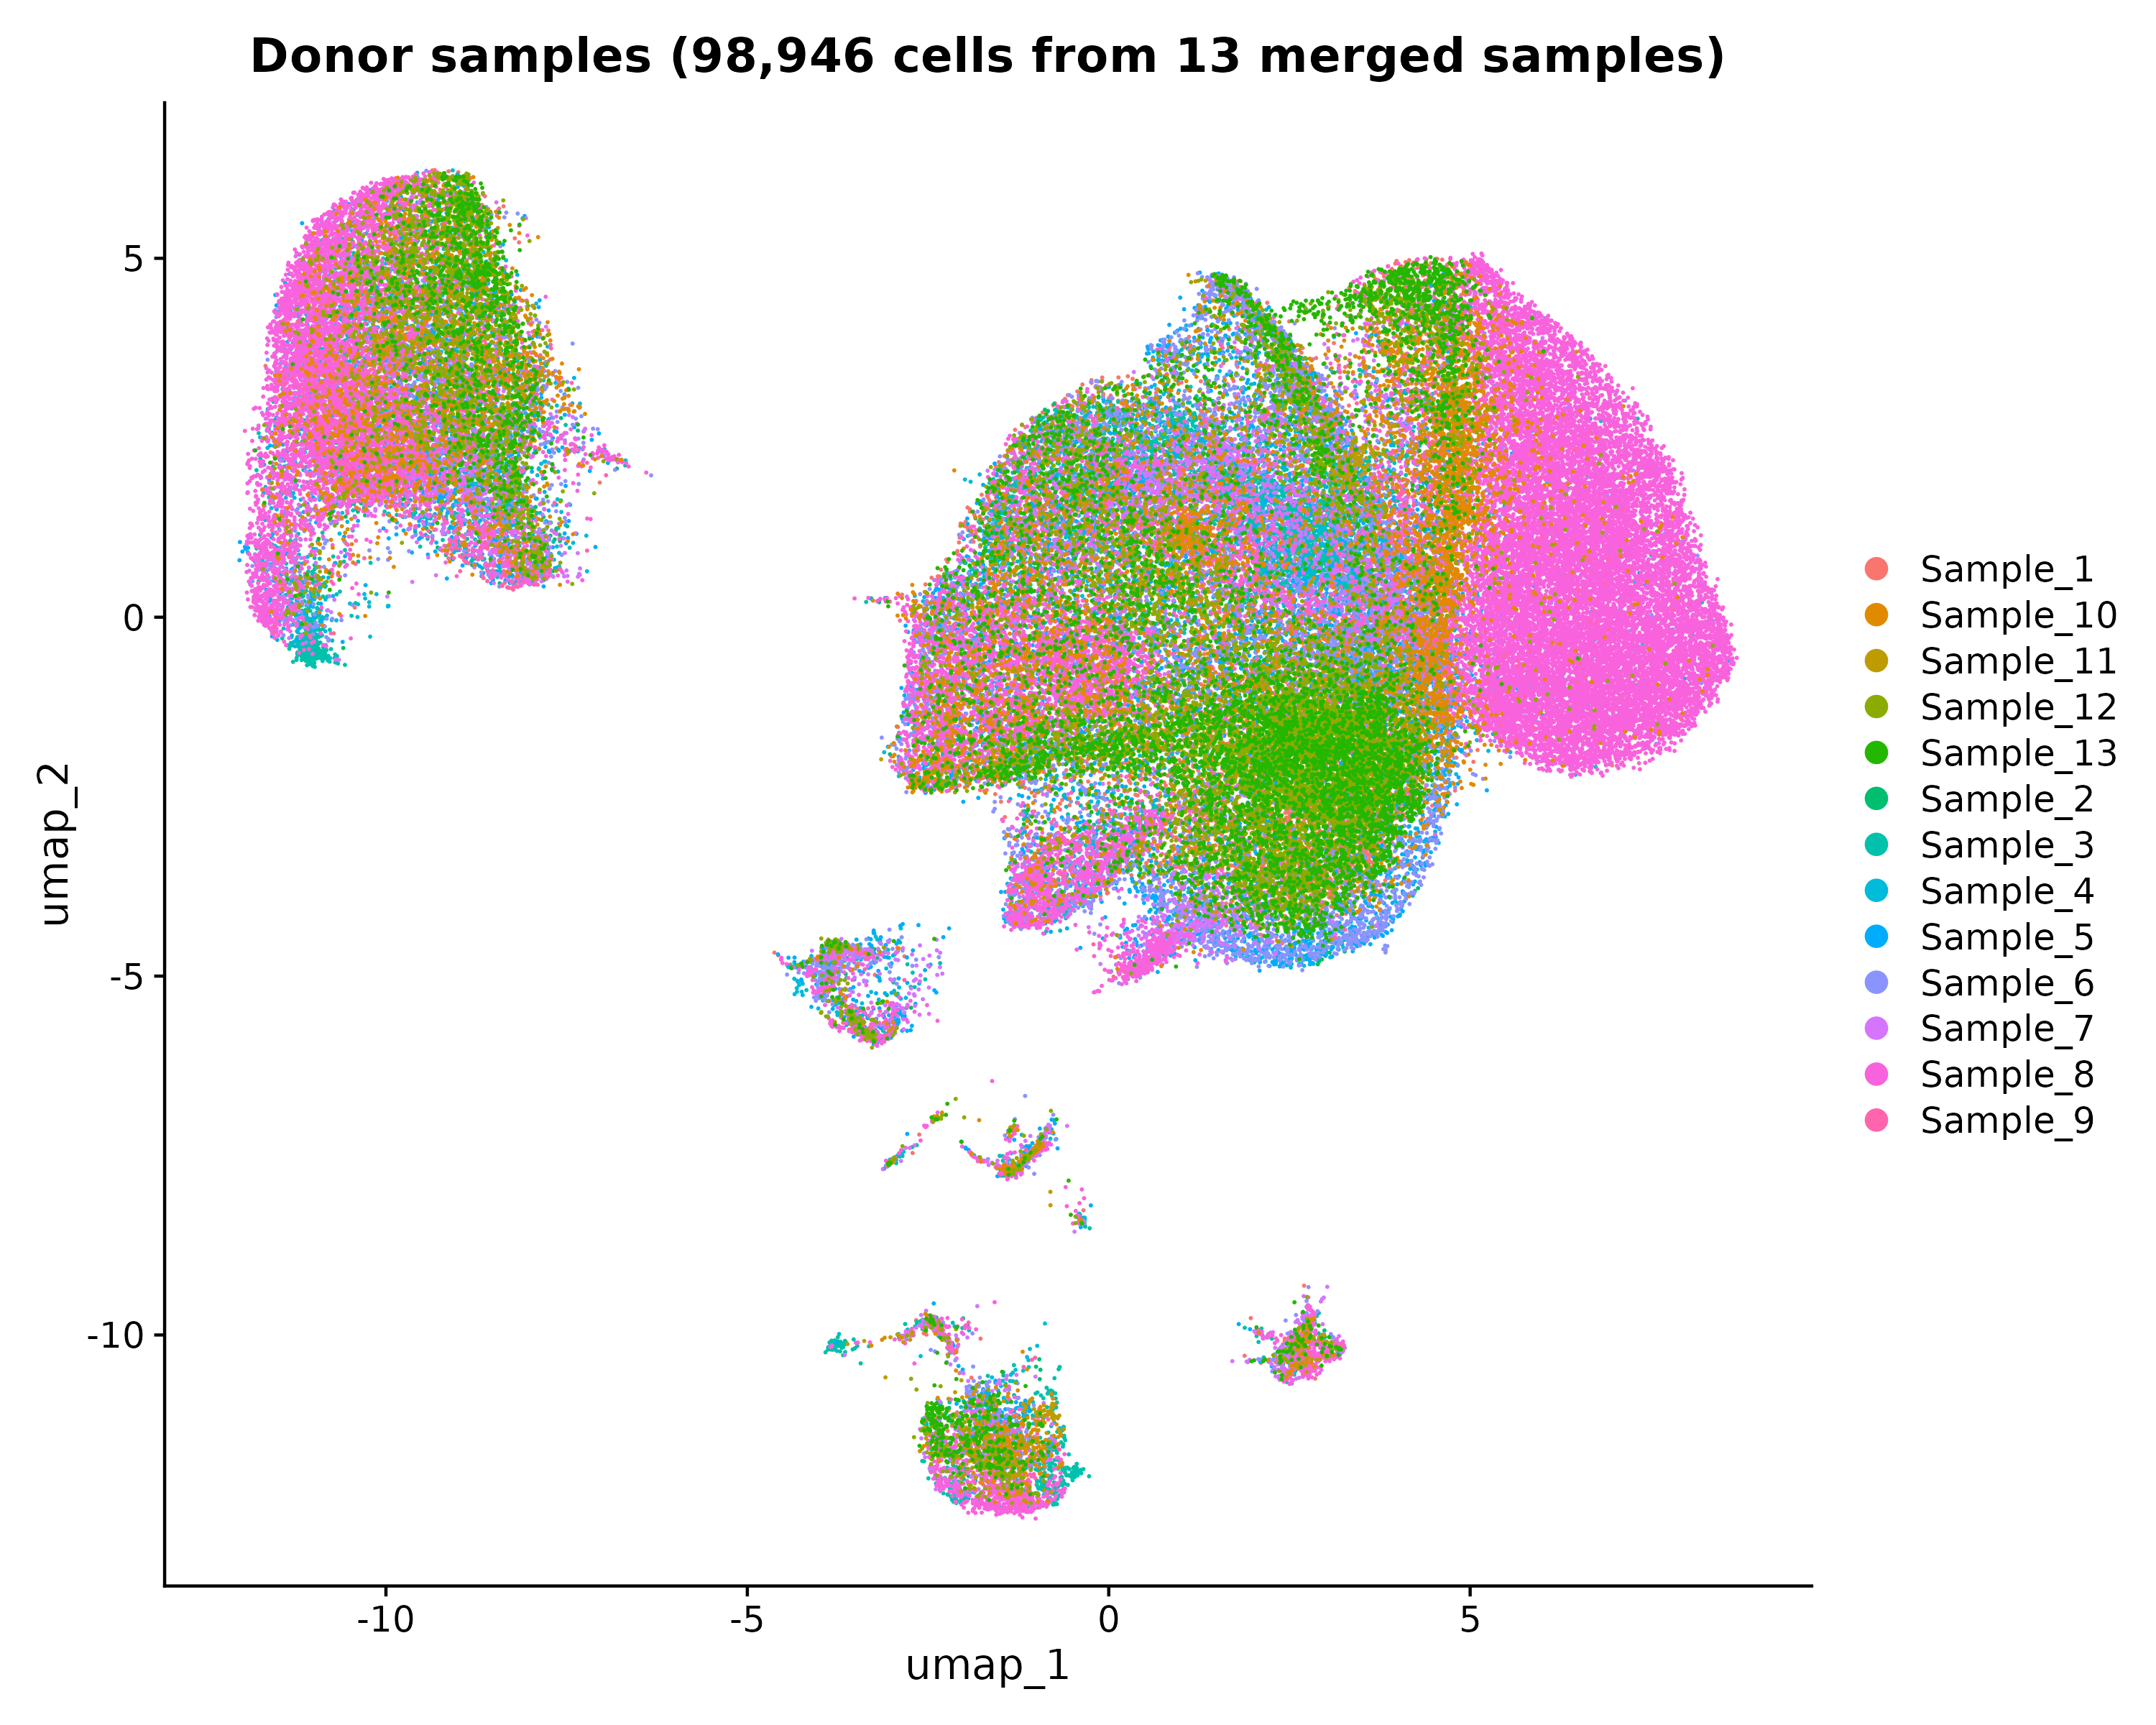 Donor samples (98,946 cells from 13 merged samples)
5
0
-5
-10
umap_2
-10
-5
0
5
umap_1
Sample_1
Sample_10
Sample_11
Sample_12
Sample_13
Sample_2
Sample_3
Sample_4
Sample_5
Sample_6
Sample_7
Sample_8
Sample_9